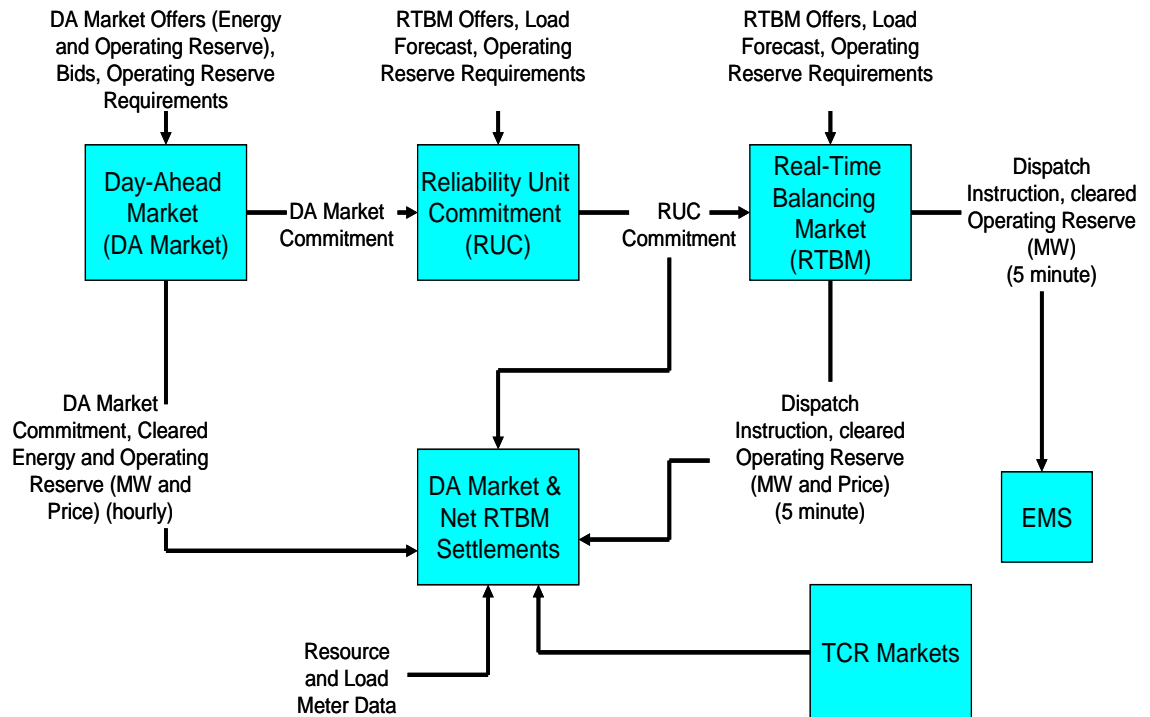 DA Market Offers (Energy
and Operating Reserve),
Bids, Operating Reserve
Requirements
RTBM Offers, Load
Forecast, Operating
Reserve Requirements
RTBM Offers, Load
Forecast, Operating
Reserve Requirements
Day-Ahead
Market
(DA Market)
DA Market
Commitment
Reliability Unit
Commitment
(RUC)
RUC
Commitment
Real-Time
Balancing
Market
(RTBM)
Dispatch
Instruction, cleared
Operating Reserve
(MW)
(5 minute)
DA Market
Commitment, Cleared
Energy and Operating
Reserve (MW and
Price) (hourly)
DA Market &
Net RTBM
Settlements
Dispatch
Instruction, cleared
Operating Reserve
(MW and Price)
(5 minute)
EMS
Resource
and Load
Meter Data
TCR Markets